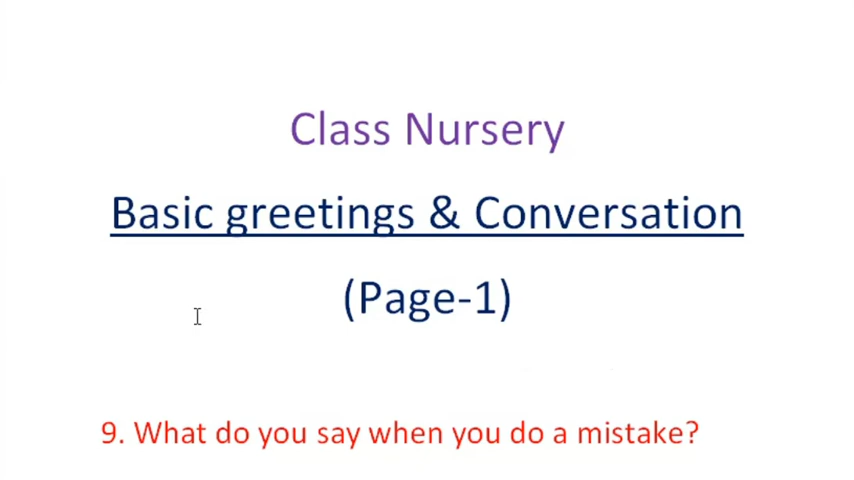 Class Nursery
Basic greetings & Conversation
(Page-1)
9. What do you say when you do a mistake?